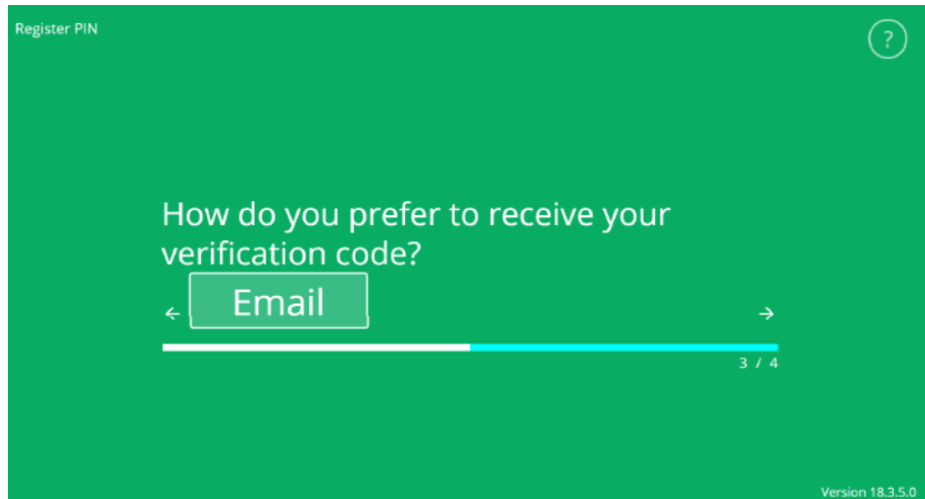 Register PIN
?
How do you prefer to receive your
verification code?
← Email →
3 / 4
Version 18.3.5.0